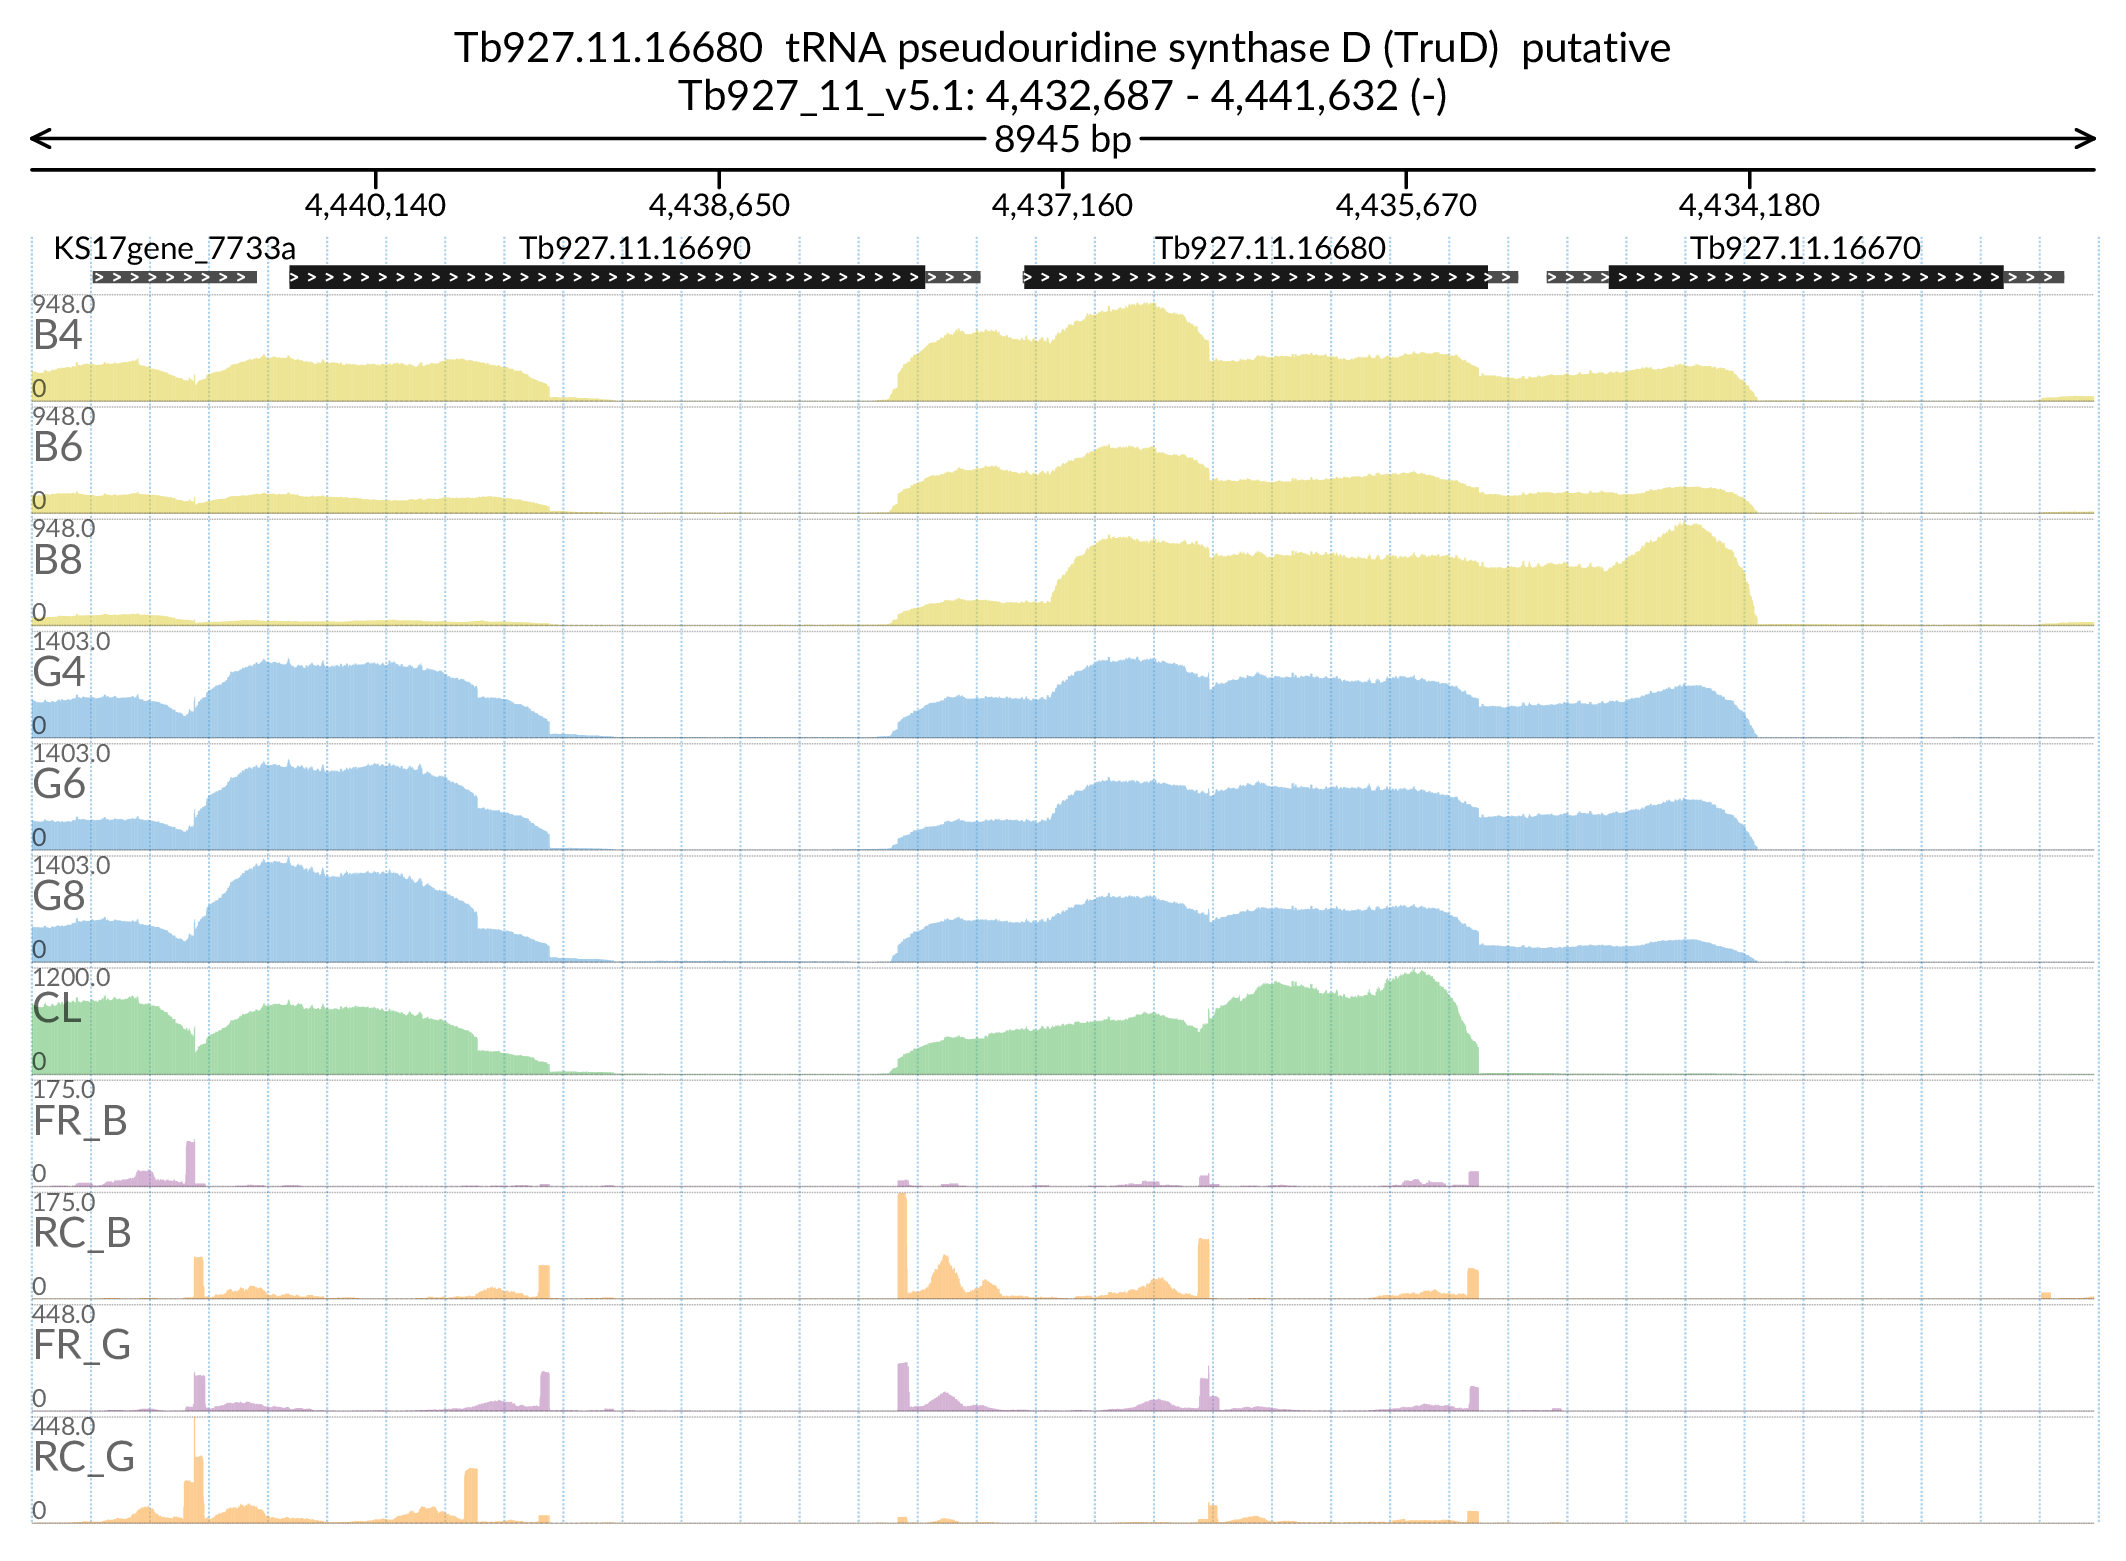 Tb927.11.16680 tRNA pseudouridine synthase D (TruD) putative
Tb927_11_v5.1: 4,432,687 - 4,441,632 (-)
8945 bp
4,440,140 4,438,650 4,437,160 4,435,670 4,434,180
KS17gene_7733a Tb927.11.16690 Tb927.11.16680 Tb927.11.16670
948.0
B4
0
948.0
B6
0
948.0
B8
0
1403.0
G4
0
1403.0
G6
0
1403.0
G8
0
1200.0
CL
0
175.0
FR_B
0
175.0
RC_B
0
448.0
FR_G
0
448.0
RC_G
0